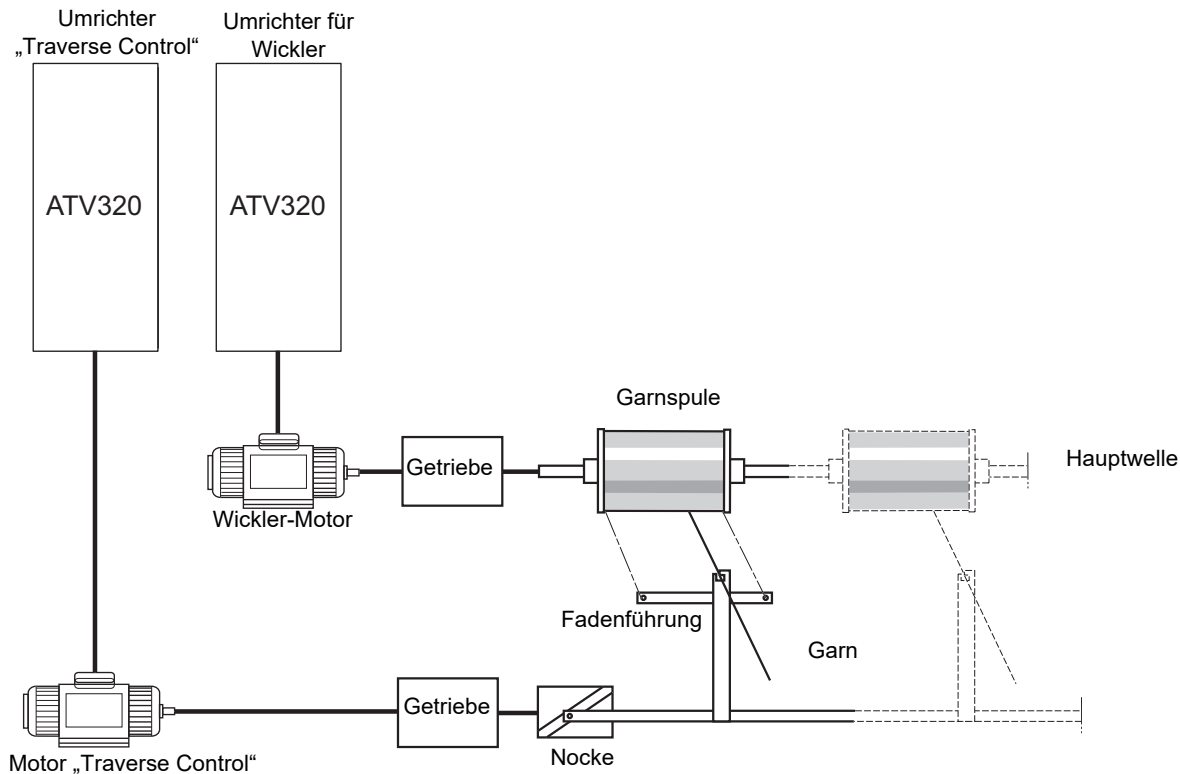 Umrichter
„Traverse Control“
Umrichter für
Wickler
ATV320
ATV320
Garnspule
Getriebe
Hauptwelle
Wickler-Motor
Fadenführung
Garn
Getriebe
Nocke
Motor „Traverse Control“